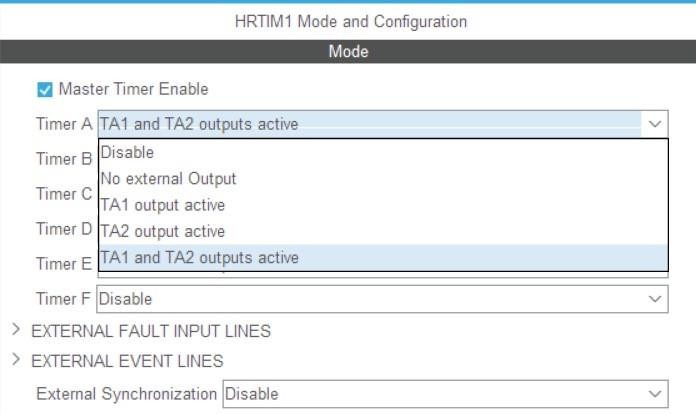 HRTIM1 Mode and Configuration
Mode
Master Timer Enable
Timer A TA1 and TA2 outputs active
Timer B Disable
No external Output
Timer C TA1 output active
Timer D TA2 output active
Timer E TA1 and TA2 outputs active
Timer F Disable
EXTERNAL FAULT INPUT LINES
EXTERNAL EVENT LINES
External Synchronization Disable